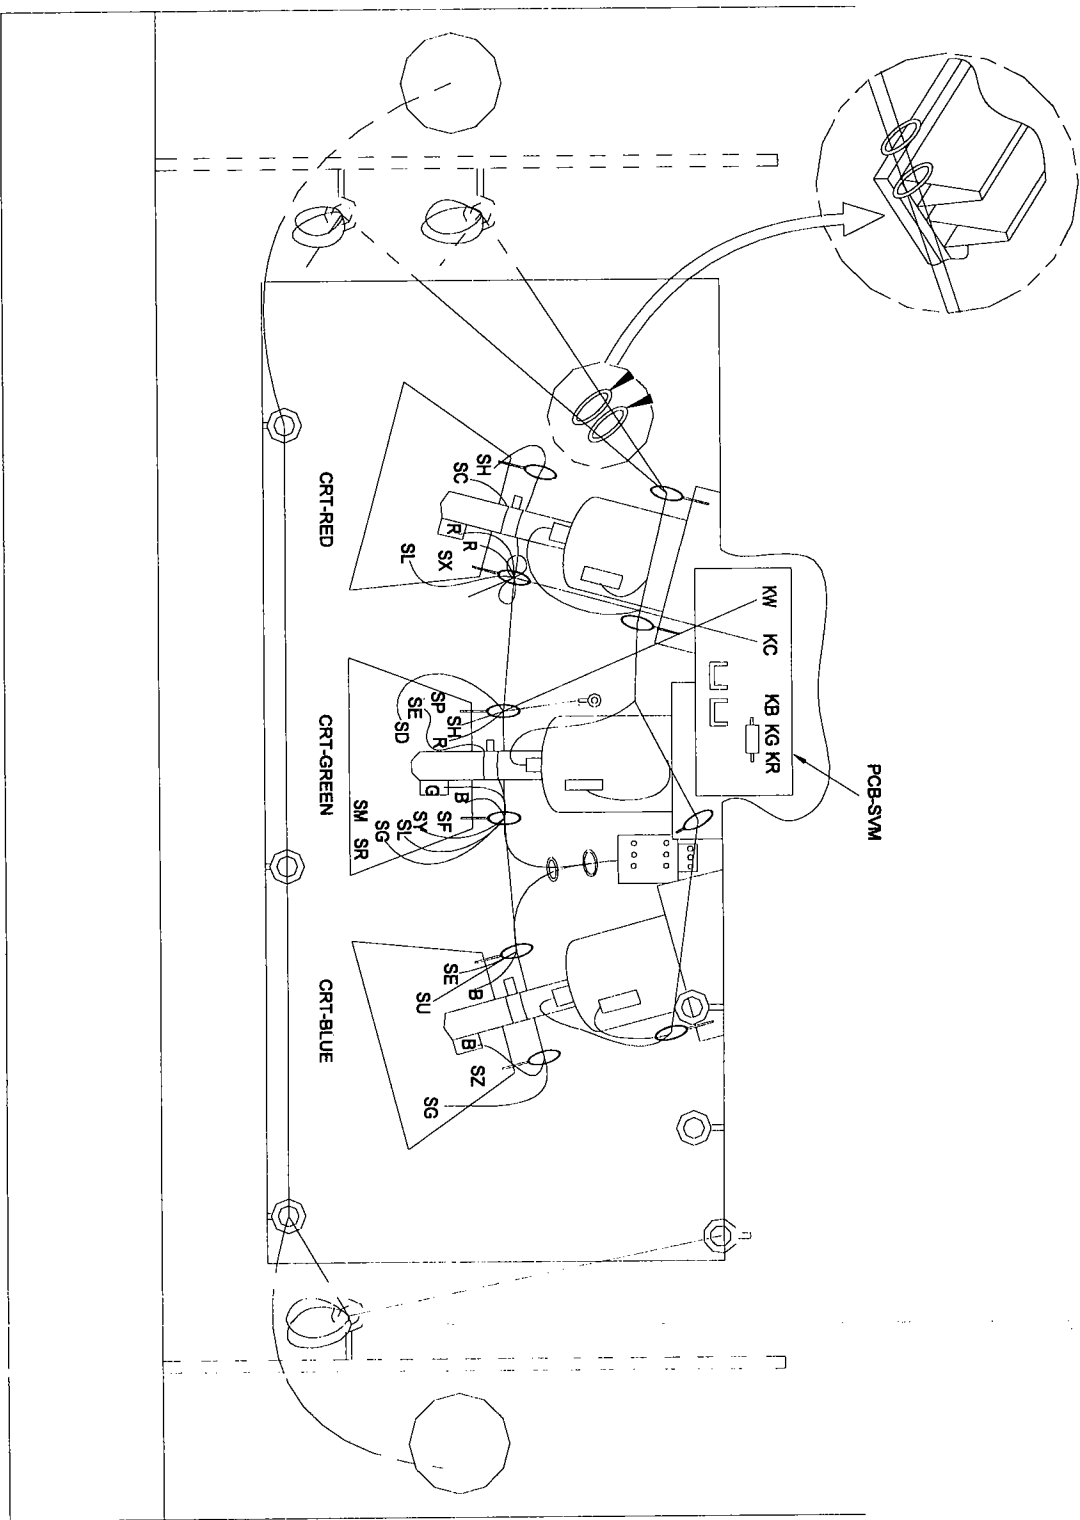 PCB-SVM
KW
KC
KB KG KR
SH
SC
R
R
SX
SL
CRT-RED
SP
SH
SE
SD
R
G
B
SF
SY
SL
SG
SM SR
CRT-GREEN
SE
B
SU
B
SZ
SG
CRT-BLUE